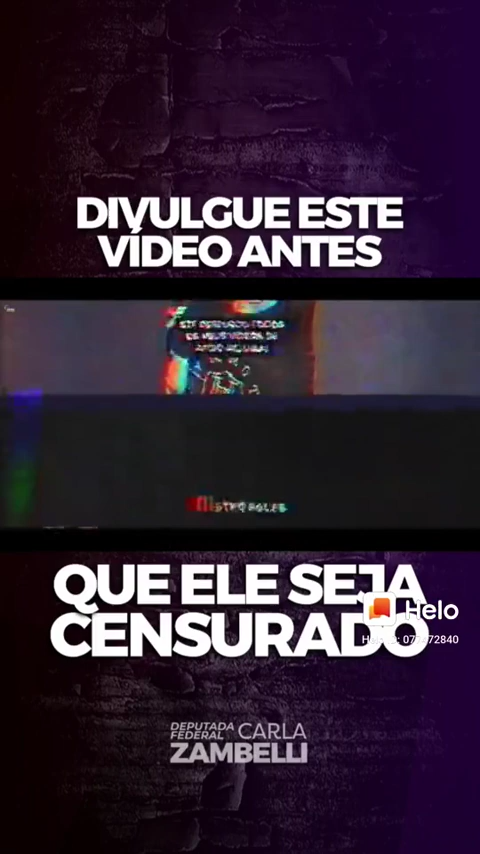 DIVULGUE ESTE
VÍDEO ANTES
QUE ELE SEJA
CENSURADO
Helo
DEPUTADA
FEDERAL CARLA
ZAMBELLI